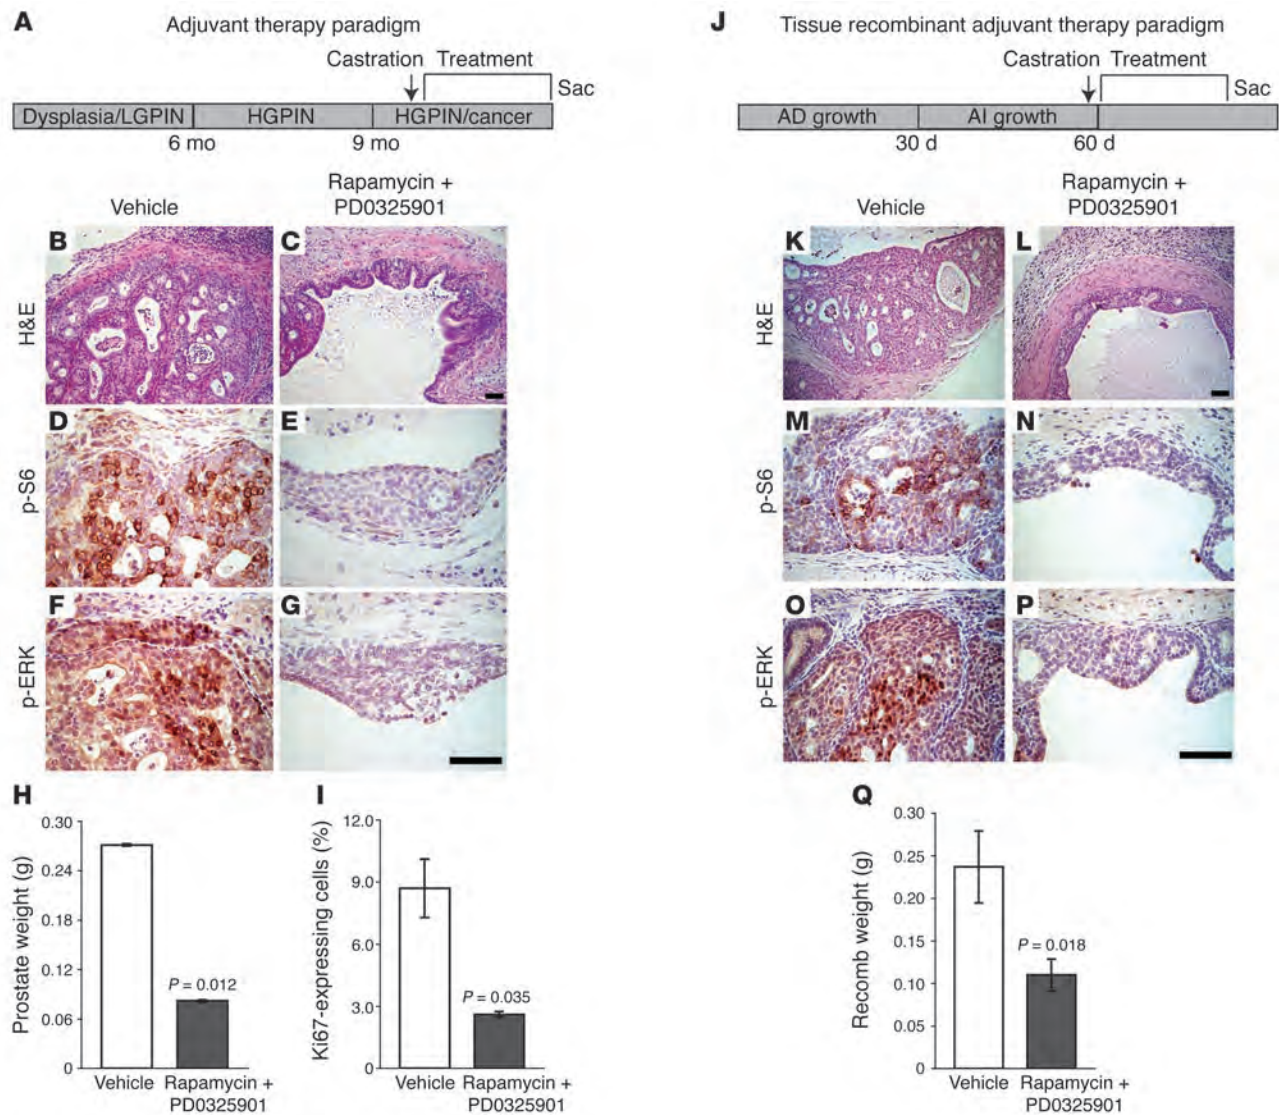 A
Adjuvant therapy paradigm
Castration
Treatment
Sac
Dysplasia/LGPIN
HGPIN
HGPIN/cancer
6 mo
9 mo
Vehicle
Rapamycin +
PD0325901
H&E
B
C
p-S6
D
E
p-ERK
F
G
H
Prostate weight (g)
0.30
0.24
0.18
0.12
0.06
0
P = 0.012
Vehicle
Rapamycin +
PD0325901
I
Ki67-expressing cells (%)
12.0
9.0
6.0
3.0
0
P = 0.035
Vehicle
Rapamycin +
PD0325901
J
Tissue recombinant adjuvant therapy paradigm
Castration
Treatment
Sac
AD growth
AI growth
30 d
60 d
Vehicle
Rapamycin +
PD0325901
H&E
K
L
p-S6
M
N
p-ERK
O
P
Q
Recomb weight (g)
0.30
0.25
0.20
0.15
0.10
0.05
0
P = 0.018
Vehicle
Rapamycin +
PD0325901